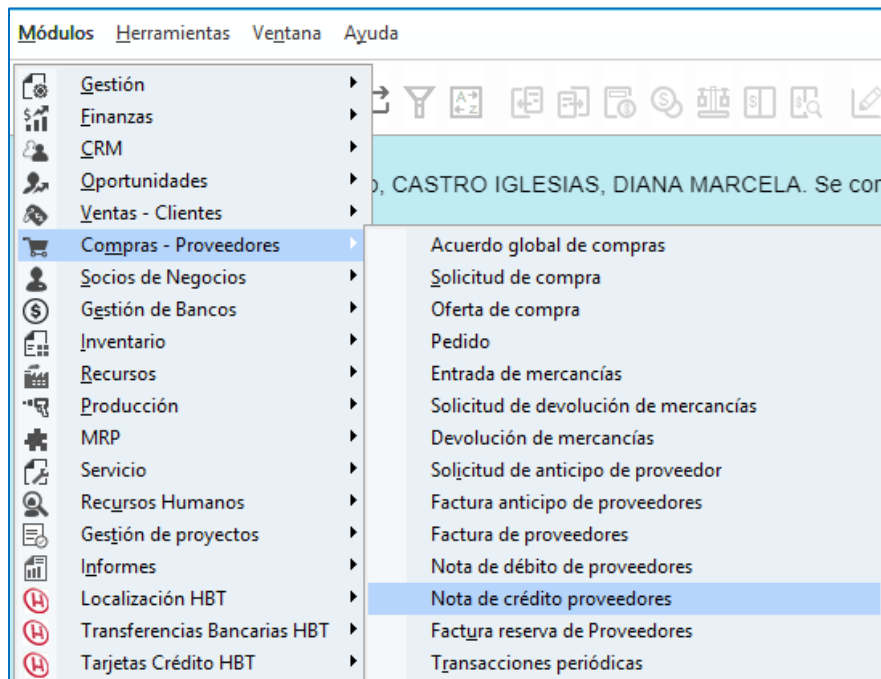 Módulos Herramientas Ventana Ayuda
Gestión
Finanzas
CRM
Oportunidades
, CASTRO IGLESIAS, DIANA MARCELA. Se con
Ventas - Clientes
Compras - Proveedores
Acuerdo global de compras
Socios de Negocios
Solicitud de compra
Gestión de Bancos
Oferta de compra
Inventario
Pedido
Recursos
Entrada de mercancías
Producción
Solicitud de devolución de mercancías
MRP
Devolución de mercancías
Servicio
Solicitud de anticipo de proveedor
Recursos Humanos
Factura anticipo de proveedores
Gestión de proyectos
Factura de proveedores
Informes
Nota de débito de proveedores
Localización HBT
Nota de crédito proveedores
Transferencias Bancarias HBT
Factura reserva de Proveedores
Tarjetas Crédito HBT
Transacciones periódicas